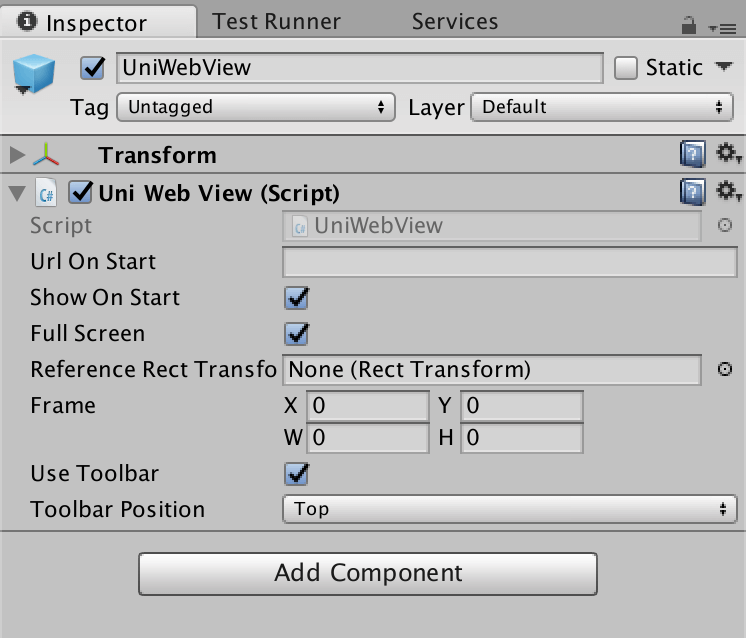 Inspector Test Runner Services
UniWebView Static
Tag Untagged Layer Default
Transform
Uni Web View (Script)
Script UniWebView
Url On Start
Show On Start
Full Screen
Reference Rect Transfo None (Rect Transform)
Frame X 0 Y 0
W 0 H 0
Use Toolbar
Toolbar Position Top
Add Component